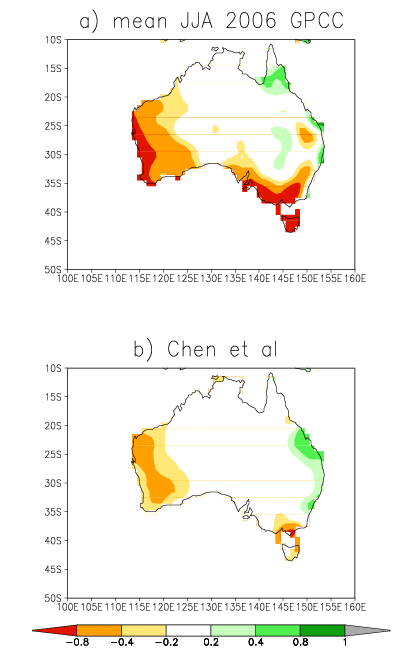 a) mean JJA 2006 GPCC
10S
15S
20S
25S
30S
35S
40S
45S
50S
100E 105E 110E 115E 120E 125E 130E 135E 140E 145E 150E 155E 160E
b) Chen et al
10S
15S
20S
25S
30S
35S
40S
45S
50S
100E 105E 110E 115E 120E 125E 130E 135E 140E 145E 150E 155E 160E
-0.8 -0.4 -0.2 0.2 0.4 0.8 1